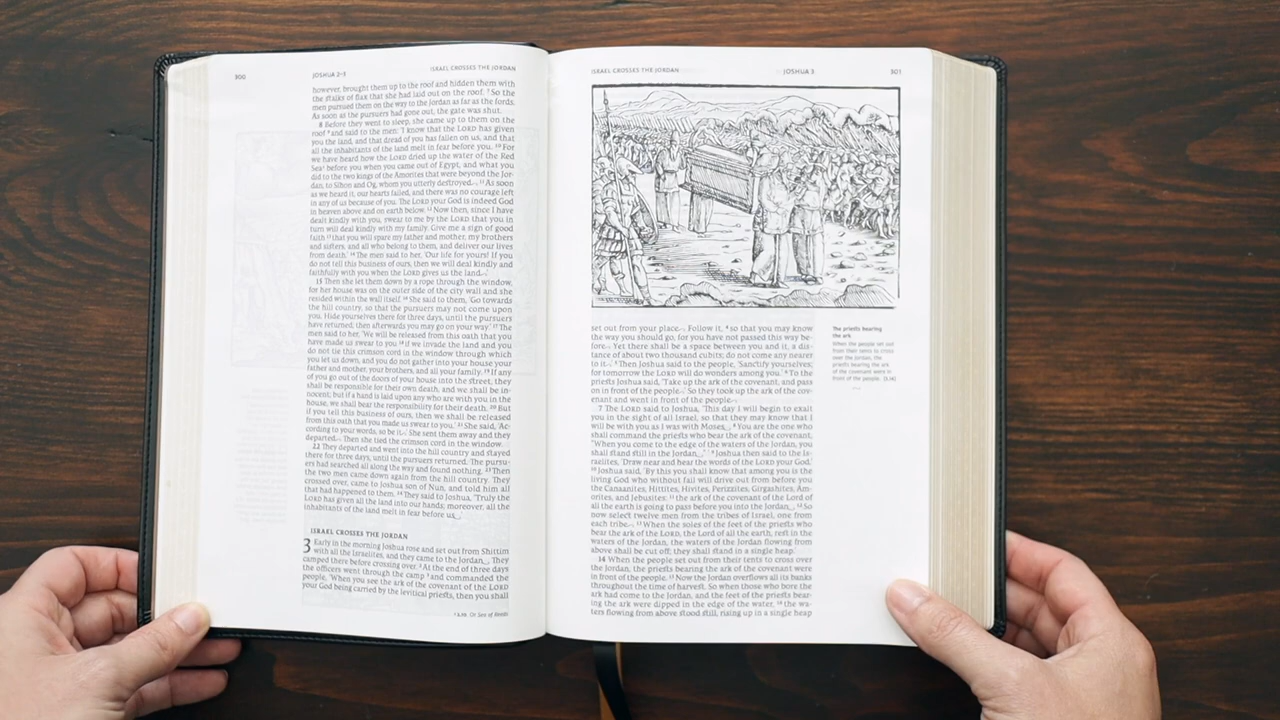 300
JOSHUA 2–3
ISRAEL CROSSES THE JORDAN
however, brought them up to the roof and hidden them with
the stalks of flax that she had laid out on the roof. 7 So the
men pursued them on the way to the Jordan as far as the fords.
As soon as the pursuers had gone out, the gate was shut.
8 Before they went to sleep, she came up to them on the
roof 9 and said to the men: 'I know that the LORD has given
you the land, and that dread of you has fallen on us, and that
all the inhabitants of the land melt in fear before you. 10 For
we have heard how the LORD dried up the water of the Red
Sea before you when you came out of Egypt, and what you
did to the two kings of the Amorites that were beyond the Jor-
dan, to Sihon and Og, whom you utterly destroyed. 11 As soon
as we heard it, our hearts failed, and there was no courage left
in any of us because of you. The LORD your God is indeed God
in heaven above and on earth below. 12 Now then, since I have
dealt kindly with you, swear to me by the LORD that you in
turn will deal kindly with my family. Give me a sign of good
faith 13 that you will spare my father and mother, my brothers
and sisters, and all who belong to them, and deliver our lives
from death.' 14 The men said to her, 'Our life for yours! If you
do not tell this business of ours, then we will deal kindly and
faithfully with you when the LORD gives us the land.'
15 Then she let them down by a rope through the window,
for her house was on the outer side of the city wall and she
resided within the wall itself. 16 She said to them, 'Go towards
the hill country, so that the pursuers may not come upon
you. Hide yourselves there for three days, until the pursuers
have returned; then afterwards you may go on your way.' 17 The
men said to her, 'We will be released from this oath that you
have made us swear to you 18 if we invade the land and you
do not tie this crimson cord in the window through which
you let us down, and you do not gather into your house your
father and mother, your brothers, and all your family. 19 If any
of you go out of the doors of your house into the street, they
shall be responsible for their own death, and we shall be in-
nocent; but if a hand is laid upon any who are with you in the
house, we shall bear the responsibility for their death. 20 But
if you tell this business of ours, then we shall be released
from this oath that you made us swear to you.' 21 She said, 'Ac-
cording to your words, so be it.' She sent them away and they
departed. Then she tied the crimson cord in the window.
22 They departed and went into the hill country and stayed
there for three days, until the pursuers returned. The pursu-
ers had searched all along the way and found nothing. 23 Then
the two men came down again from the hill country. They
crossed over, came to Joshua son of Nun, and told him all
that had happened to them. 24 They said to Joshua, 'Truly the
LORD has given all the land into our hands; moreover, all the
inhabitants of the land melt in fear before us.'
ISRAEL CROSSES THE JORDAN
3 Early in the morning Joshua rose and set out from Shittim
with all the Israelites, and they came to the Jordan. They
camped there before crossing over. 2 At the end of three days
the officers went through the camp 3 and commanded the
people, 'When you see the ark of the covenant of the LORD
your God being carried by the levitical priests, then you shall
Or Sea of Reeds
ISRAEL CROSSES THE JORDAN
JOSHUA 3
301
set out from your place. Follow it, 4 so that you may know
the way you should go, for you have not passed this way be-
fore. Yet there shall be a space between you and it, a dis-
tance of about two thousand cubits; do not come any nearer
to it.' 5 Then Joshua said to the people, 'Sanctify yourselves;
for tomorrow the LORD will do wonders among you.' 6 To the
priests Joshua said, 'Take up the ark of the covenant, and pass
on in front of the people.' So they took up the ark of the cov-
enant and went in front of the people.
7 The LORD said to Joshua, 'This day I will begin to exalt
you in the sight of all Israel, so that they may know that I
will be with you as I was with Moses. 8 You are the one who
shall command the priests who bear the ark of the covenant,
"When you come to the edge of the waters of the Jordan, you
shall stand still in the Jordan."' 9 Joshua then said to the Is-
raelites, 'Draw near and hear the words of the LORD your God.'
10 Joshua said, 'By this you shall know that among you is the
living God who without fail will drive out from before you
the Canaanites, Hittites, Hivites, Perizzites, Girgashites, Am-
orites, and Jebusites: 11 the ark of the covenant of the Lord of
all the earth is going to pass before you into the Jordan. 12 So
now select twelve men from the tribes of Israel, one from
each tribe. 13 When the soles of the feet of the priests who
bear the ark of the LORD, the Lord of all the earth, rest in the
waters of the Jordan, the waters of the Jordan flowing from
above shall be cut off; they shall stand in a single heap.'
14 When the people set out from their tents to cross over
the Jordan, the priests bearing the ark of the covenant were
in front of the people. 15 Now the Jordan overflows all its banks
throughout the time of harvest. So when those who bore the
ark had come to the Jordan, and the feet of the priests bear-
ing the ark were dipped in the edge of the water, 16 the wa-
ters flowing from above stood still, rising up in a single heap
The priests bearing
the ark
When the people set out
from their tents to cross
over the Jordan, the
priests bearing the ark
of the covenant were in
front of the people. [3,14]